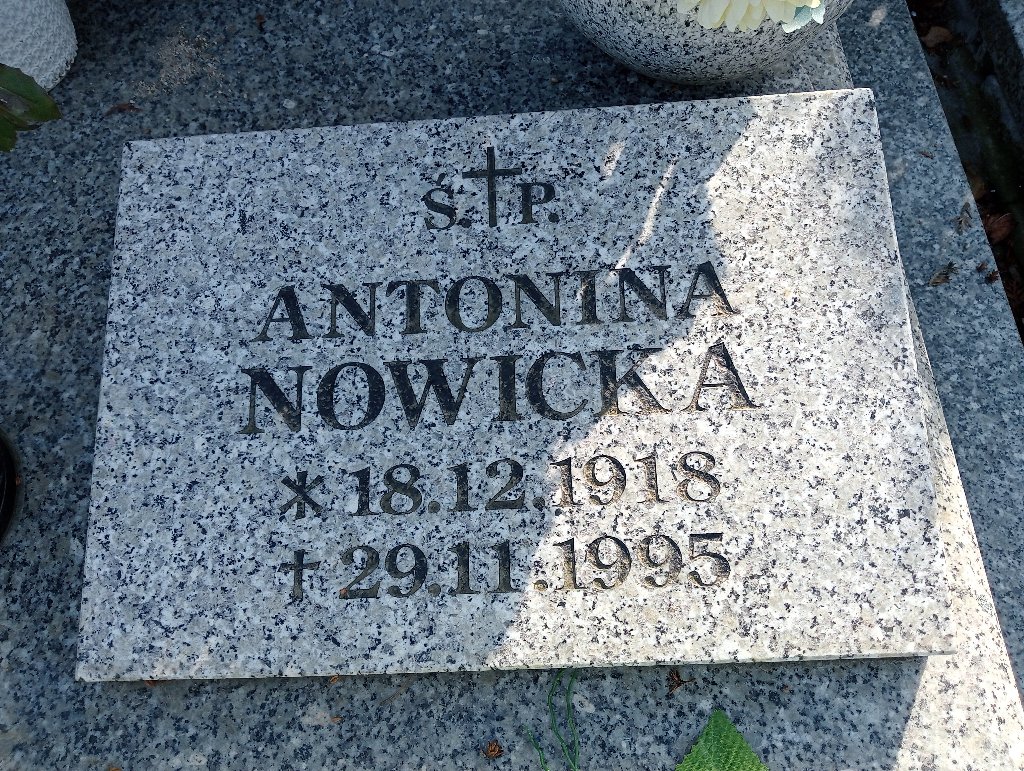 Ś.†P.
ANTONINA
NOWICKA
* 18.12.1918
† 29.11.1995